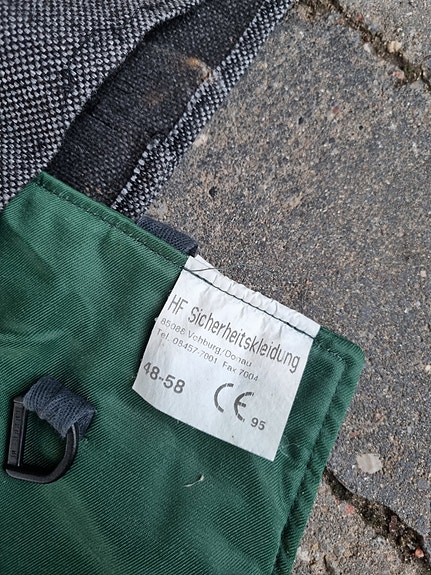 HF Sicherheitskleidung
85088 Vohburg/Donau
Tel. 08457-7001 Fax 7004
48-58
CE 95